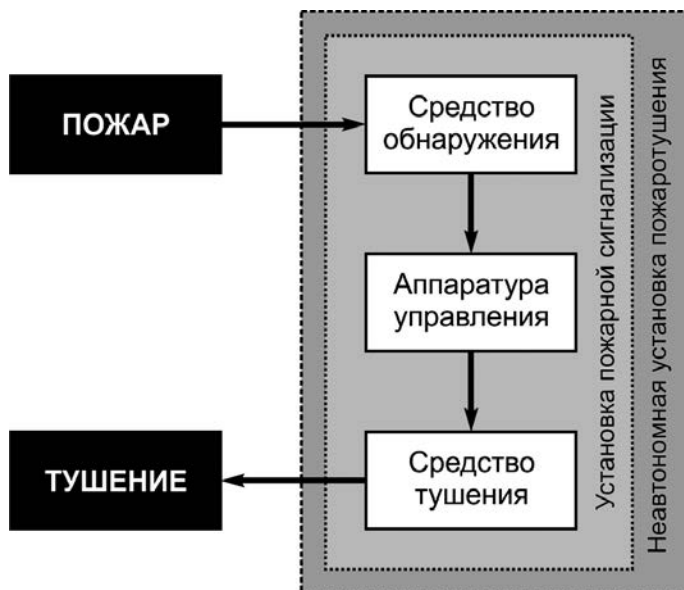 ПОЖАР
Средство
обнаружения
Аппаратура
управления
ТУШЕНИЕ
Средство
тушения
Установка пожарной сигнализации
Неавтономная установка пожаротушения